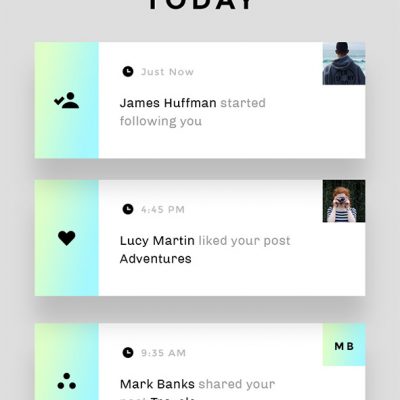 TODAY
Just Now
James Huffman started
following you
4:45 PM
Lucy Martin liked your post
Adventures
MB
9:35 AM
Mark Banks shared your